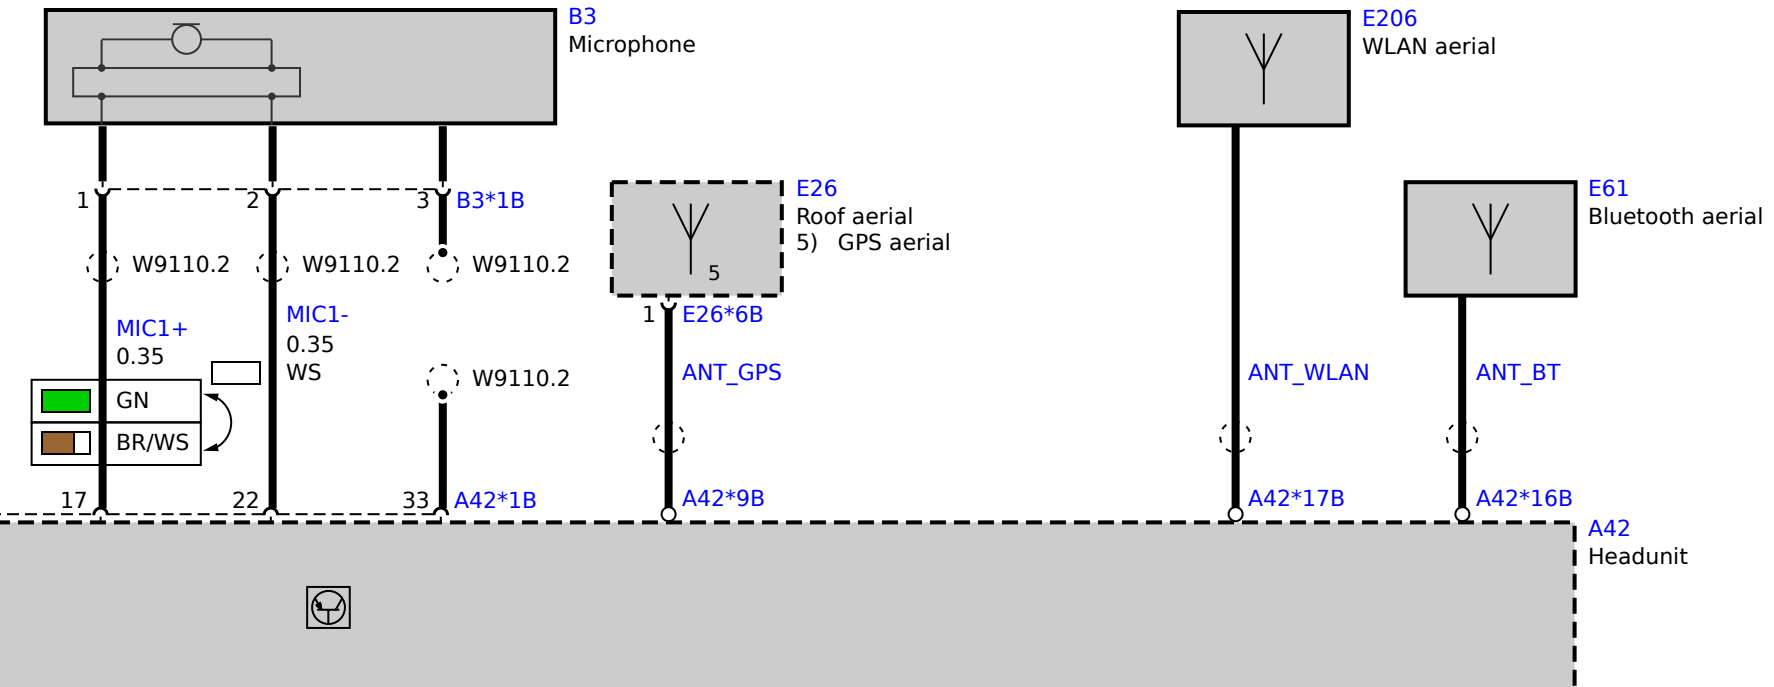 B3
Microphone
E206
WLAN aerial
1
2
3
B3*1B
E26
Roof aerial
5) GPS aerial
5
E61
Bluetooth aerial
W9110.2
W9110.2
W9110.2
1
E26*6B
MIC1+
0.35
MIC1-
0.35
WS
GN
BR/WS
W9110.2
ANT_GPS
ANT_WLAN
ANT_BT
17
22
33
A42*1B
A42*9B
A42*17B
A42*16B
A42
Headunit